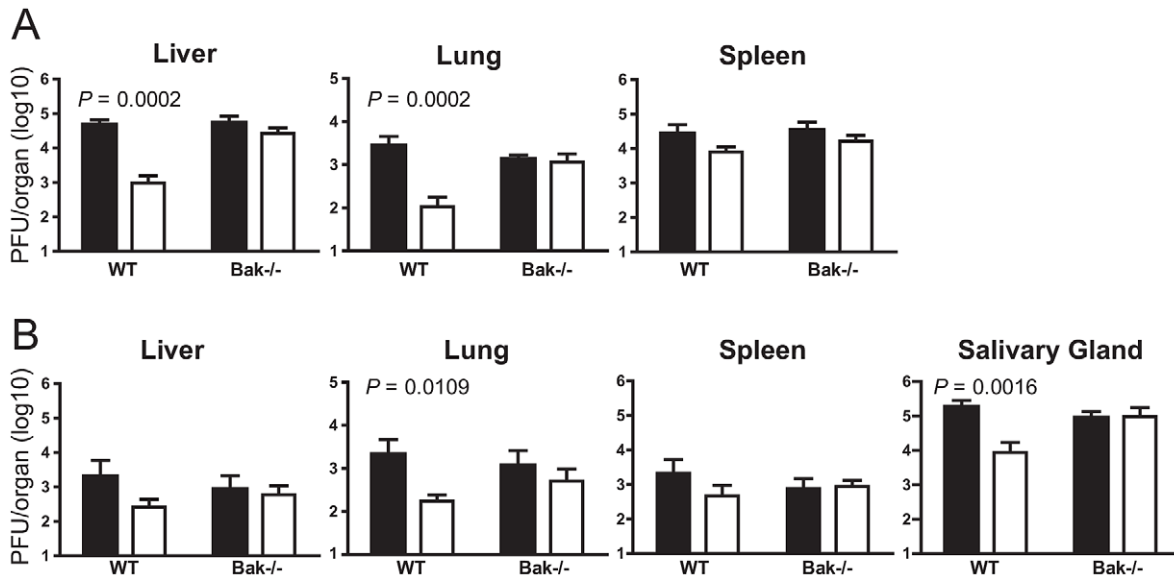 A
Liver
Lung
Spleen
PFU/organ (log10)
6
5
4
3
2
1
P = 0.0002
WT
Bak-/-
5
4
3
2
1
P = 0.0002
WT
Bak-/-
6
5
4
3
2
1
WT
Bak-/-
B
Liver
Lung
Spleen
Salivary Gland
PFU/organ (log10)
6
5
4
3
2
1
WT
Bak-/-
5
4
3
2
1
P = 0.0109
WT
Bak-/-
6
5
4
3
2
1
WT
Bak-/-
6
5
4
3
2
1
P = 0.0016
WT
Bak-/-